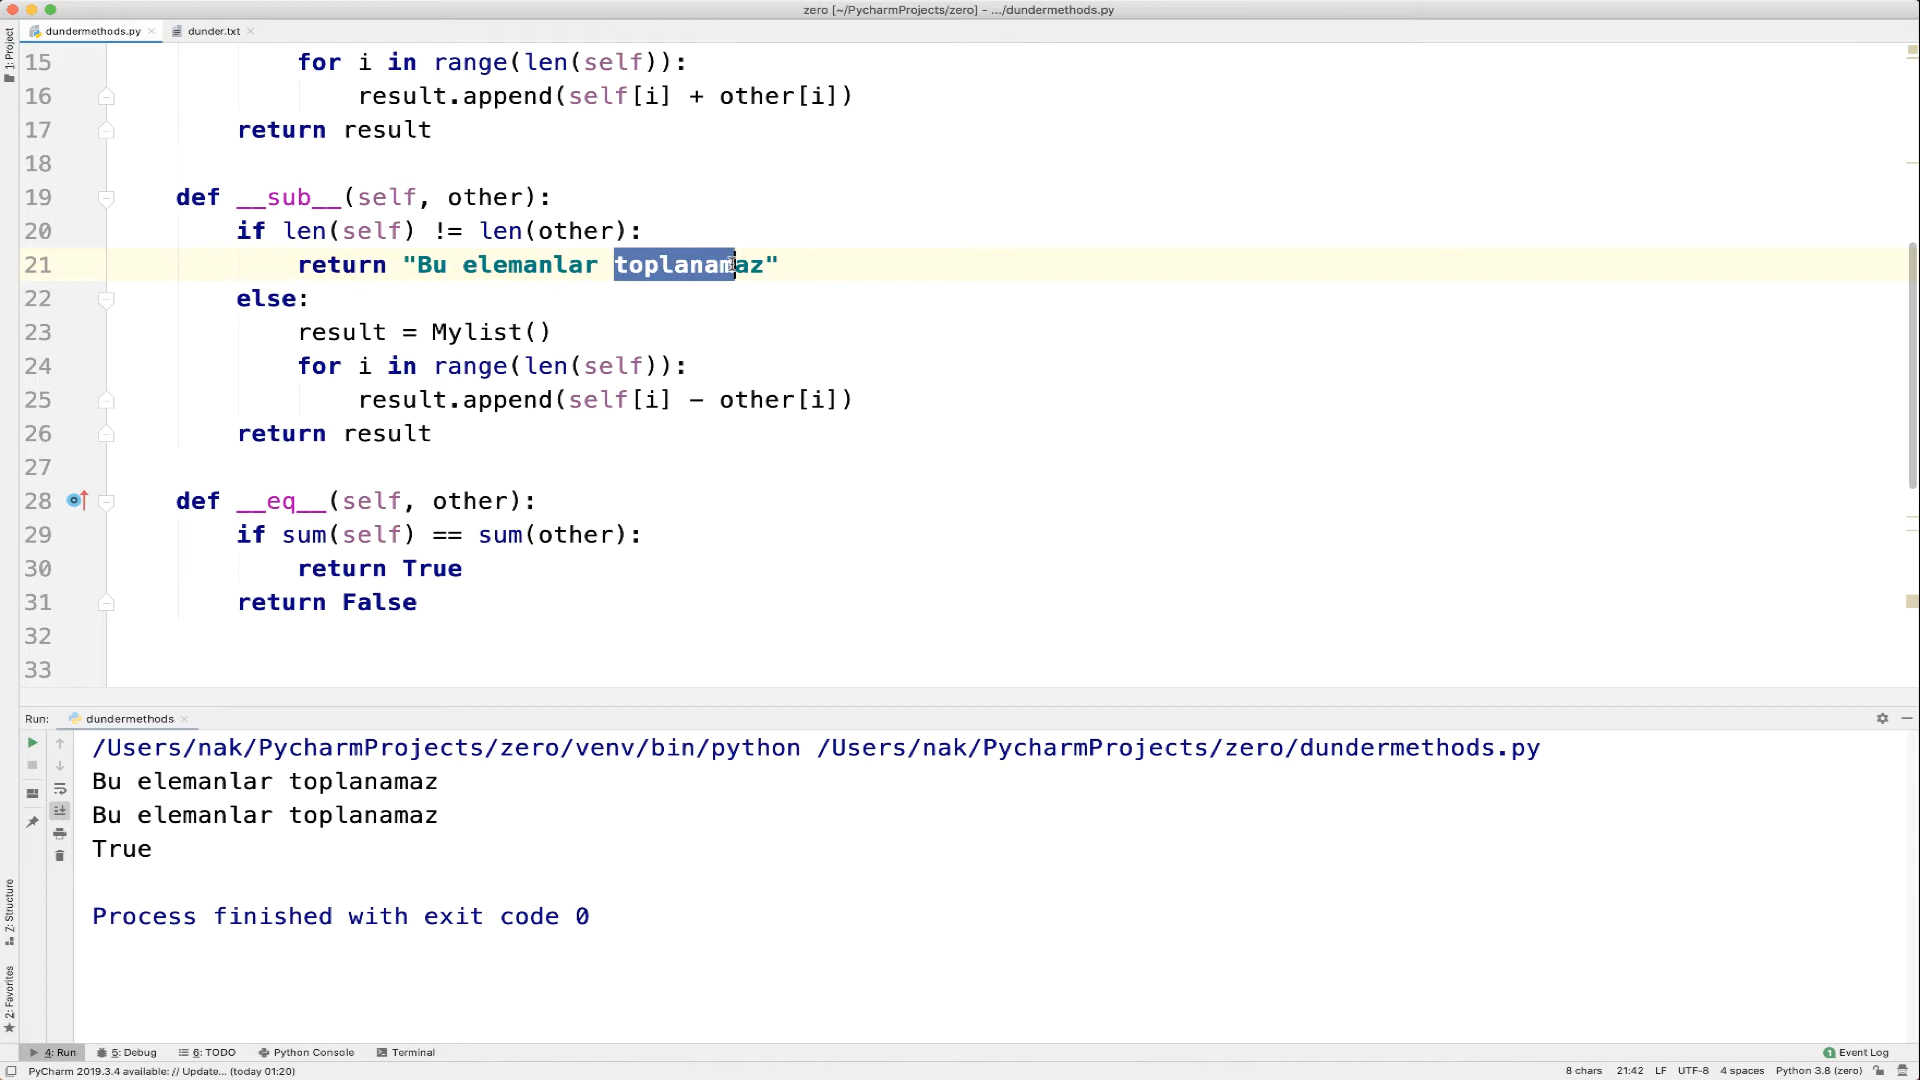 zero [~/PycharmProjects/zero] - .../dundermethods.py
dundermethods.py
dunder.txt
1: Project
15 for i in range(len(self)):
16 result.append(self[i] + other[i])
17 return result
18
19 def __sub__(self, other):
20 if len(self) != len(other):
21 return "Bu elemanlar toplanamaz"
22 else:
23 result = Mylist()
24 for i in range(len(self)):
25 result.append(self[i] - other[i])
26 return result
27
28 def __eq__(self, other):
29 if sum(self) == sum(other):
30 return True
31 return False
32
33
Run: dundermethods
/Users/nak/PycharmProjects/zero/venv/bin/python /Users/nak/PycharmProjects/zero/dundermethods.py
Bu elemanlar toplanamaz
Bu elemanlar toplanamaz
True
Process finished with exit code 0
Z: Structure
2: Favorites
4: Run 5: Debug 6: TODO Python Console Terminal 1 Event Log
PyCharm 2019.3.4 available: // Update... (today 01:20) 8 chars 21:42 LF UTF-8 4 spaces Python 3.8 (zero)